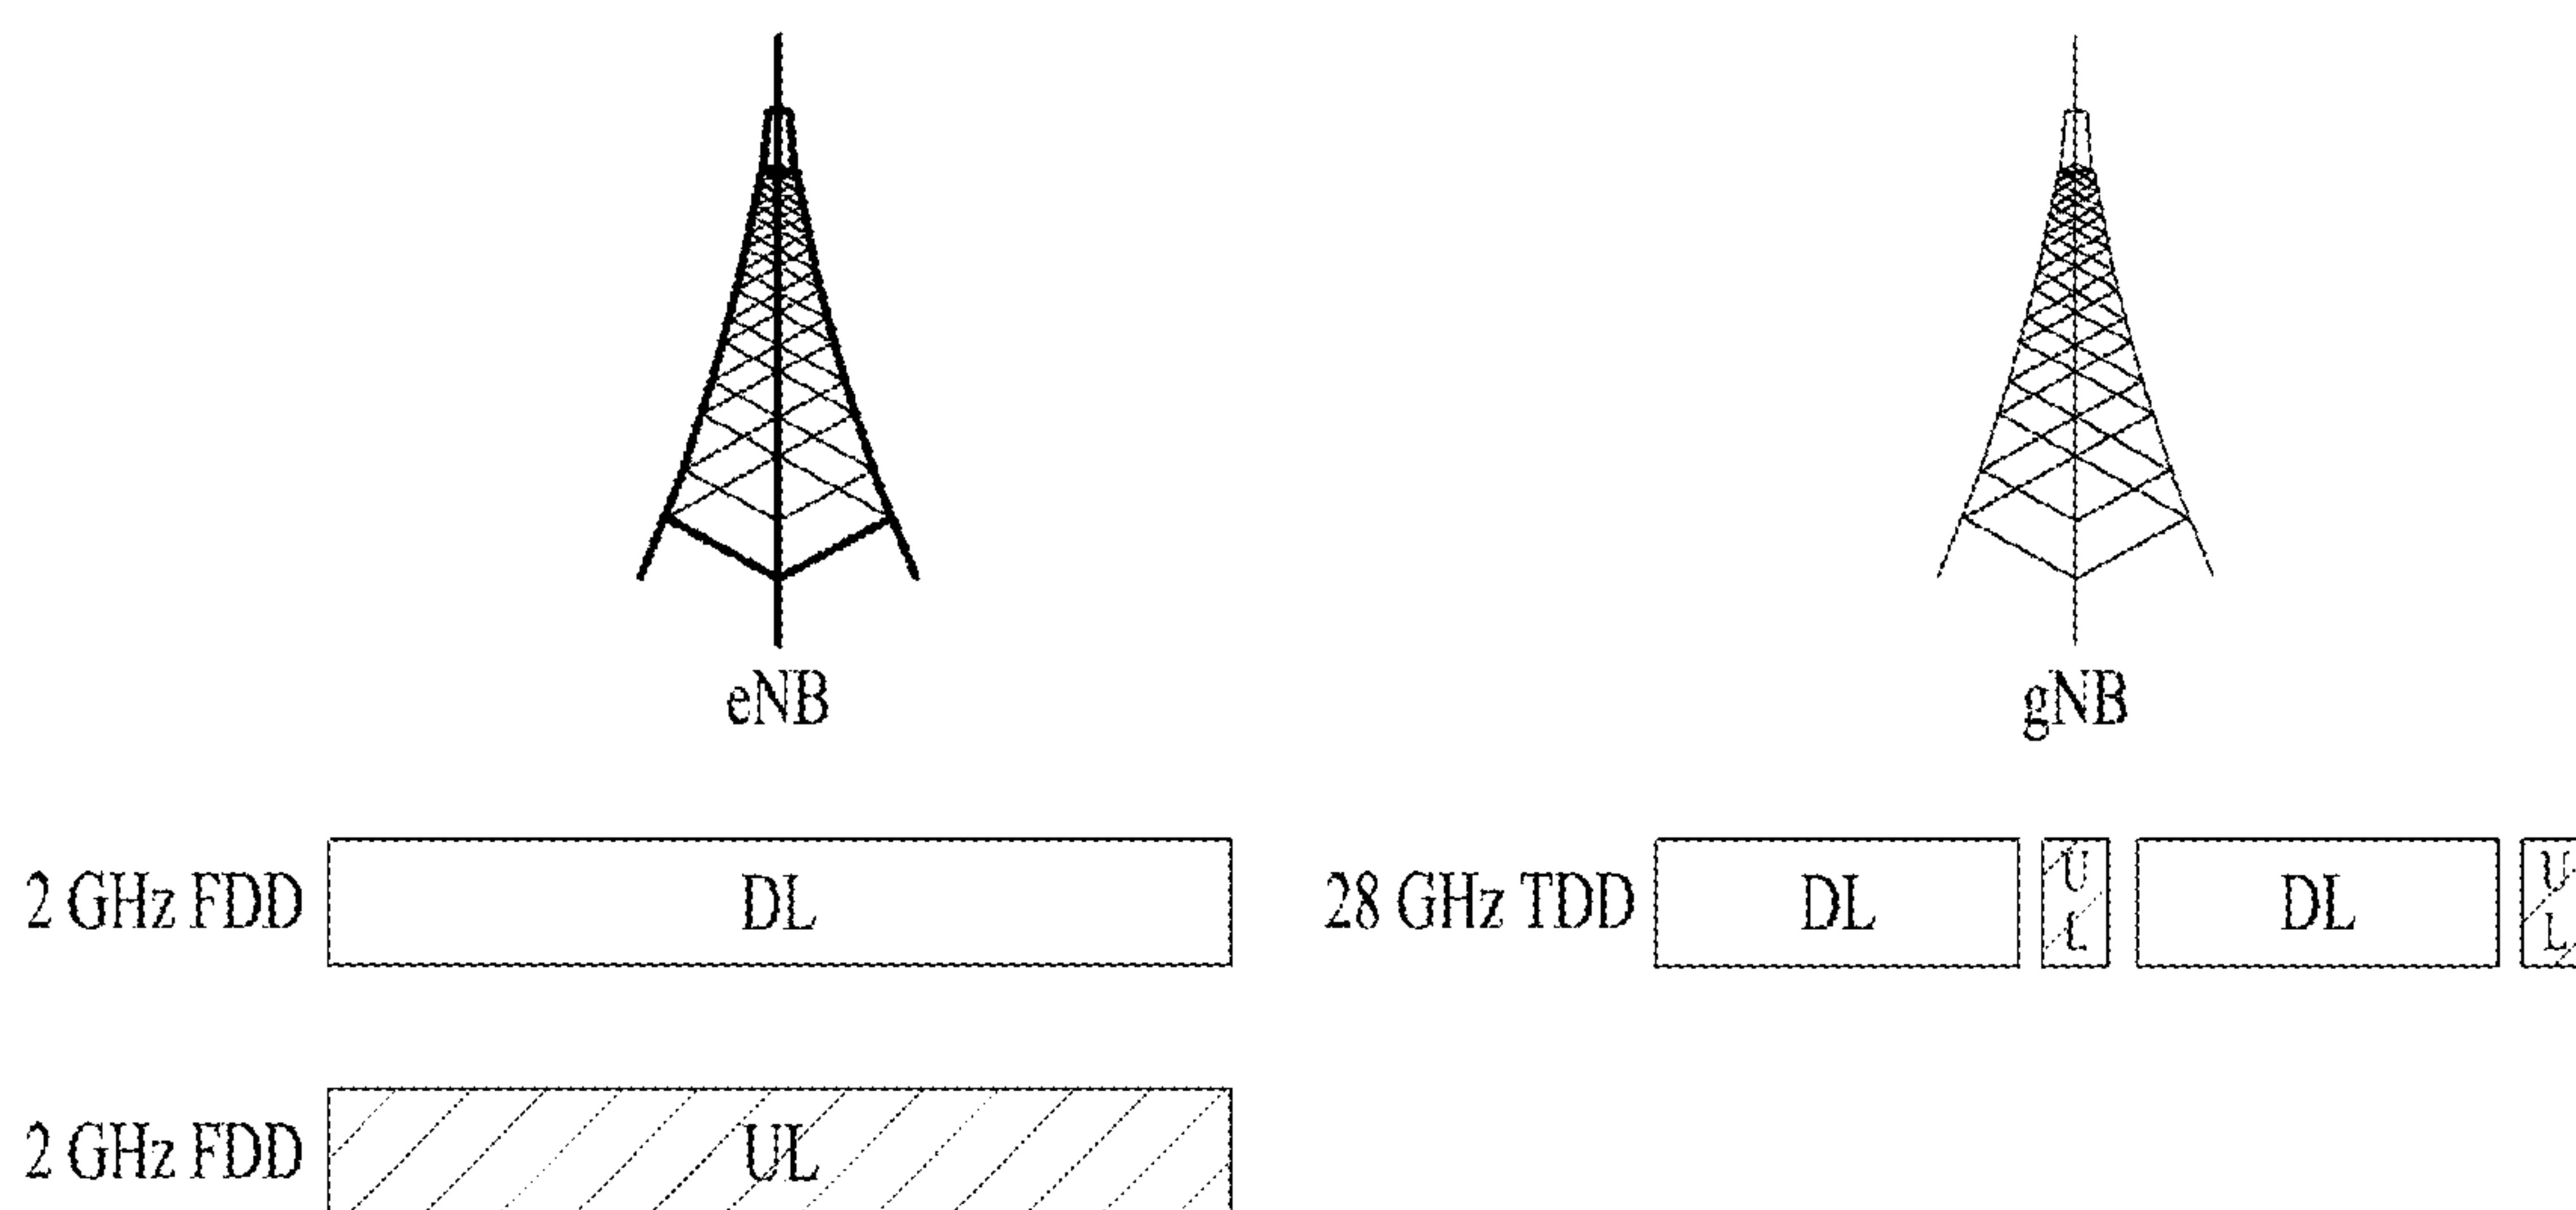 eNB
gNB
2 GHz FDD DL
28 GHz TDD DL UL DL UL
2 GHz FDD UL